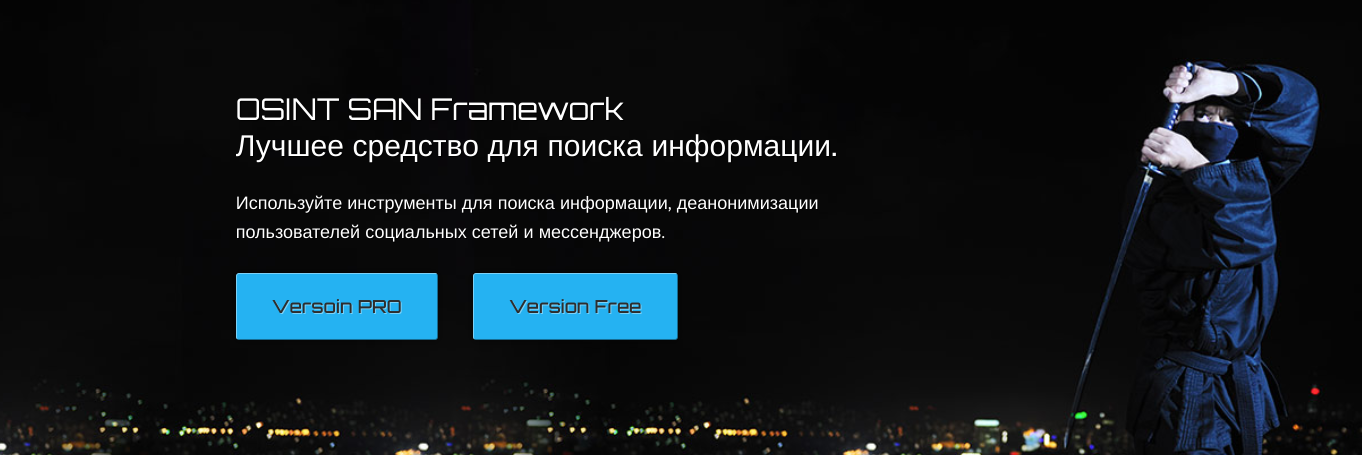 OSINT SAN Framework
Лучшее средство для поиска информации.
Используйте инструменты для поиска информации, деанонимизации
пользователей социальных сетей и мессенджеров.
Versoin PRO
Version Free